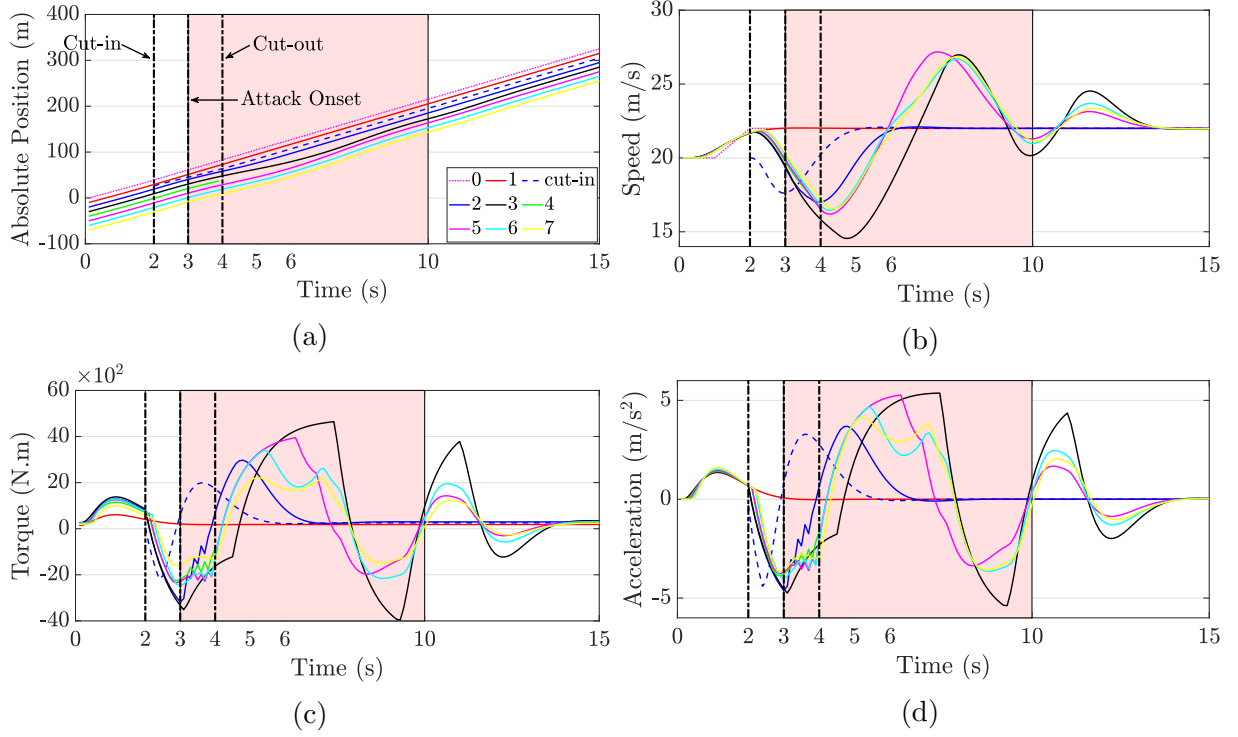 400
300
200
100
0
-100
Absolute Position (m)
Cut-in
Cut-out
Attack Onset
0 1 cut-in
2 3 4
5 6 7
0 2 3 4 5 6 10 15
Time (s)
(a)
30
25
20
15
Speed (m/s)
0 2 3 4 5 6 10 15
Time (s)
(b)
×10²
60
40
20
0
-20
-40
Torque (N.m)
0 2 3 4 5 6 10 15
Time (s)
(c)
5
0
-5
Acceleration (m/s²)
0 2 3 4 5 6 10 15
Time (s)
(d)